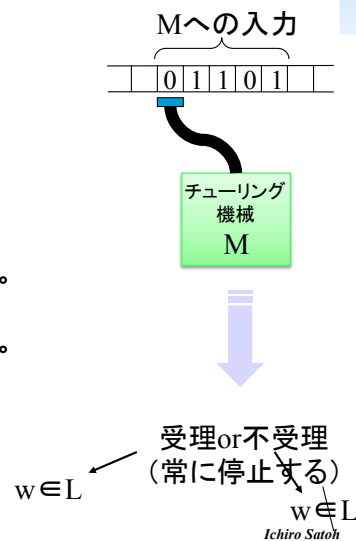 Mへの入力
0 1 1 0 1
チューリング
機械
M
。
。
受理or不受理
(常に停止する)
w∈L
w∉L
Ichiro Satoh